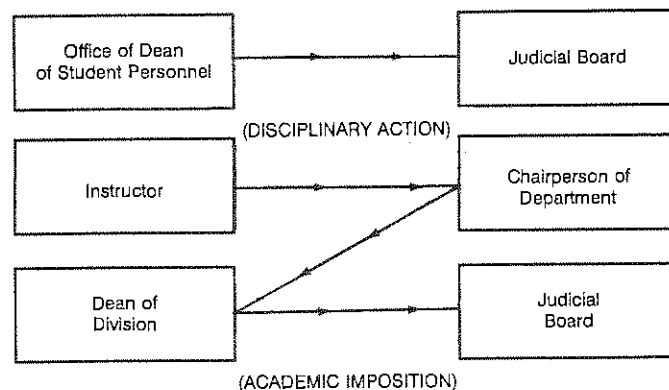 Office of Dean
of Student Personnel
Judicial Board
(DISCIPLINARY ACTION)
Instructor
Chairperson of
Department
Dean of
Division
Judicial
Board
(ACADEMIC IMPOSITION)